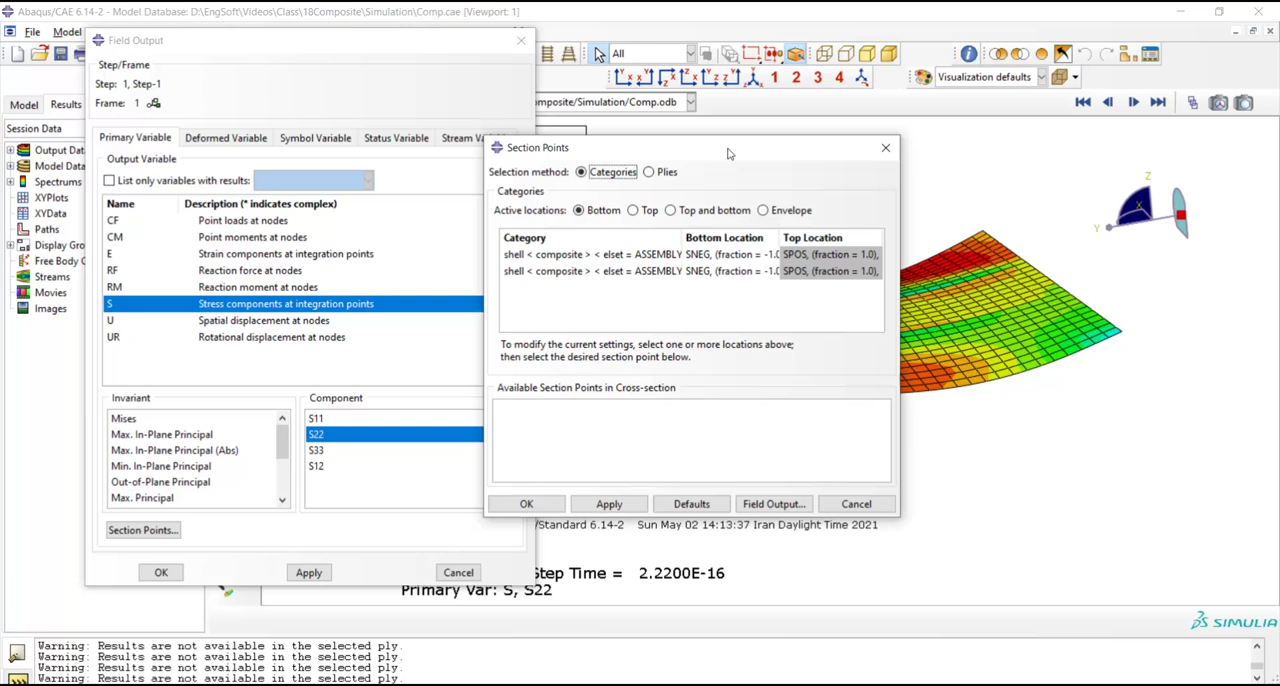 Abaqus/CAE 6.14-2 - Model Database: D:\EngSoft\Videos\Class\18Composite\Simulation\Comp.cae [Viewport: 1]
File Model
Field Output
Step/Frame
Step: 1, Step-1
Frame: 1
All
1 2 3 4
Visualization defaults
Model Results
omposite/Simulation/Comp.odb
Session Data
Output Dat
Model Data
Spectrums
XYPlots
XYData
Paths
Display Gro
Free Body C
Streams
Movies
Images
Primary Variable Deformed Variable Symbol Variable Status Variable Stream Va
Output Variable
List only variables with results:
Name Description (* indicates complex)
CF Point loads at nodes
CM Point moments at nodes
E Strain components at integration points
RF Reaction force at nodes
RM Reaction moment at nodes
S Stress components at integration points
U Spatial displacement at nodes
UR Rotational displacement at nodes
Invariant
Mises
Max. In-Plane Principal
Max. In-Plane Principal (Abs)
Min. In-Plane Principal
Out-of-Plane Principal
Max. Principal
Component
S11
S22
S33
S12
Section Points...
OK Apply Cancel
Section Points
Selection method: Categories Plies
Categories
Active locations: Bottom Top Top and bottom Envelope
Category Bottom Location Top Location
shell < composite > < elset = ASSEMBLY SNEG, (fraction = -1.0 SPOS, (fraction = 1.0),
shell < composite > < elset = ASSEMBLY SNEG, (fraction = -1.0 SPOS, (fraction = 1.0),
To modify the current settings, select one or more locations above;
then select the desired section point below.
Available Section Points in Cross-section
OK Apply Defaults Field Output... Cancel
Z
X
Y
/Standard 6.14-2 Sun May 02 14:13:37 Iran Daylight Time 2021
Step Time = 2.2200E-16
Primary Var: S, S22
SIMULIA
Warning: Results are not available in the selected ply.
Warning: Results are not available in the selected ply.
Warning: Results are not available in the selected ply.
Warning: Results are not available in the selected ply.